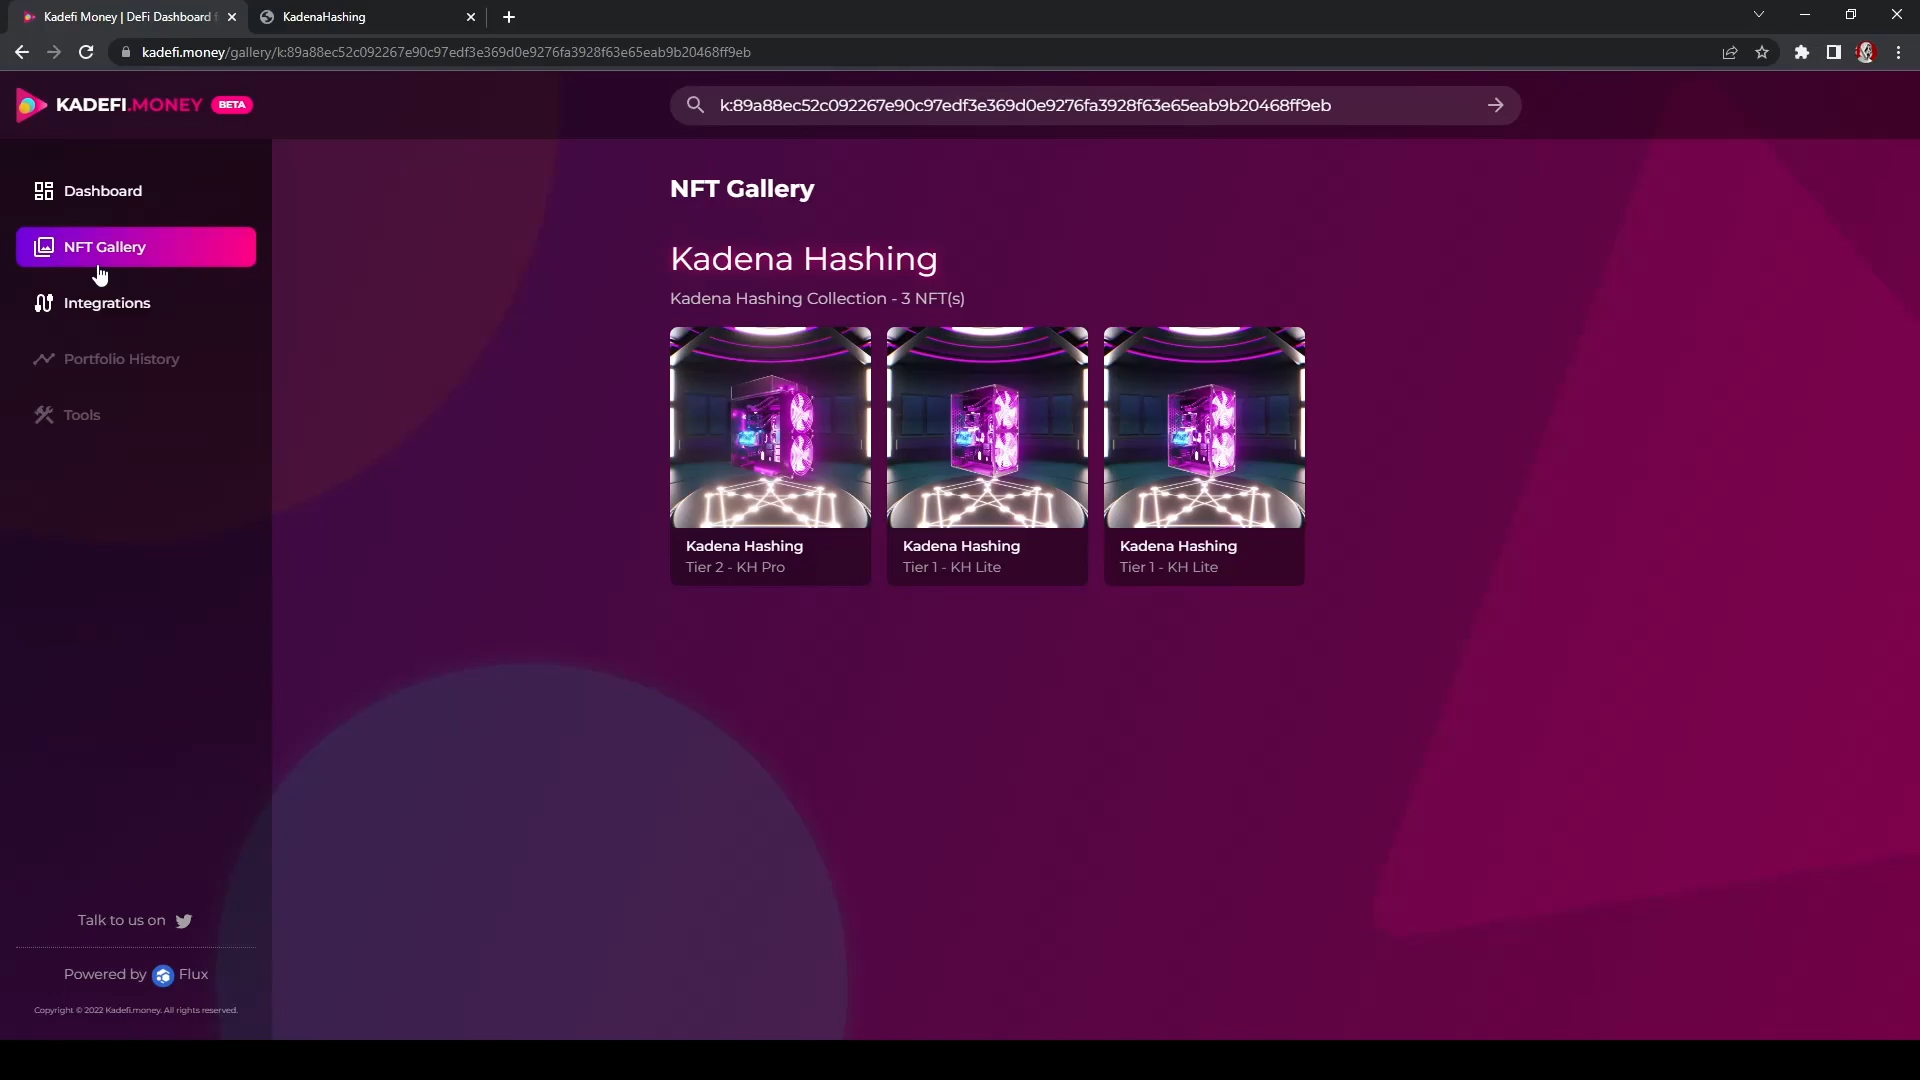 Kadefi Money | DeFi Dashboard f
KadenaHashing
kadefi.money/gallery/k:89a88ec52c092267e90c97edf3e369d0e9276fa3928f63e65eab9b20468ff9eb
KADEFI.MONEY BETA
k:89a88ec52c092267e90c97edf3e369d0e9276fa3928f63e65eab9b20468ff9eb
Dashboard
NFT Gallery
Integrations
Portfolio History
Tools
NFT Gallery
Kadena Hashing
Kadena Hashing Collection - 3 NFT(s)
Kadena Hashing
Tier 2 - KH Pro
Kadena Hashing
Tier 1 - KH Lite
Kadena Hashing
Tier 1 - KH Lite
Talk to us on
Powered by Flux
Copyright © 2022 Kadefi.money. All rights reserved.